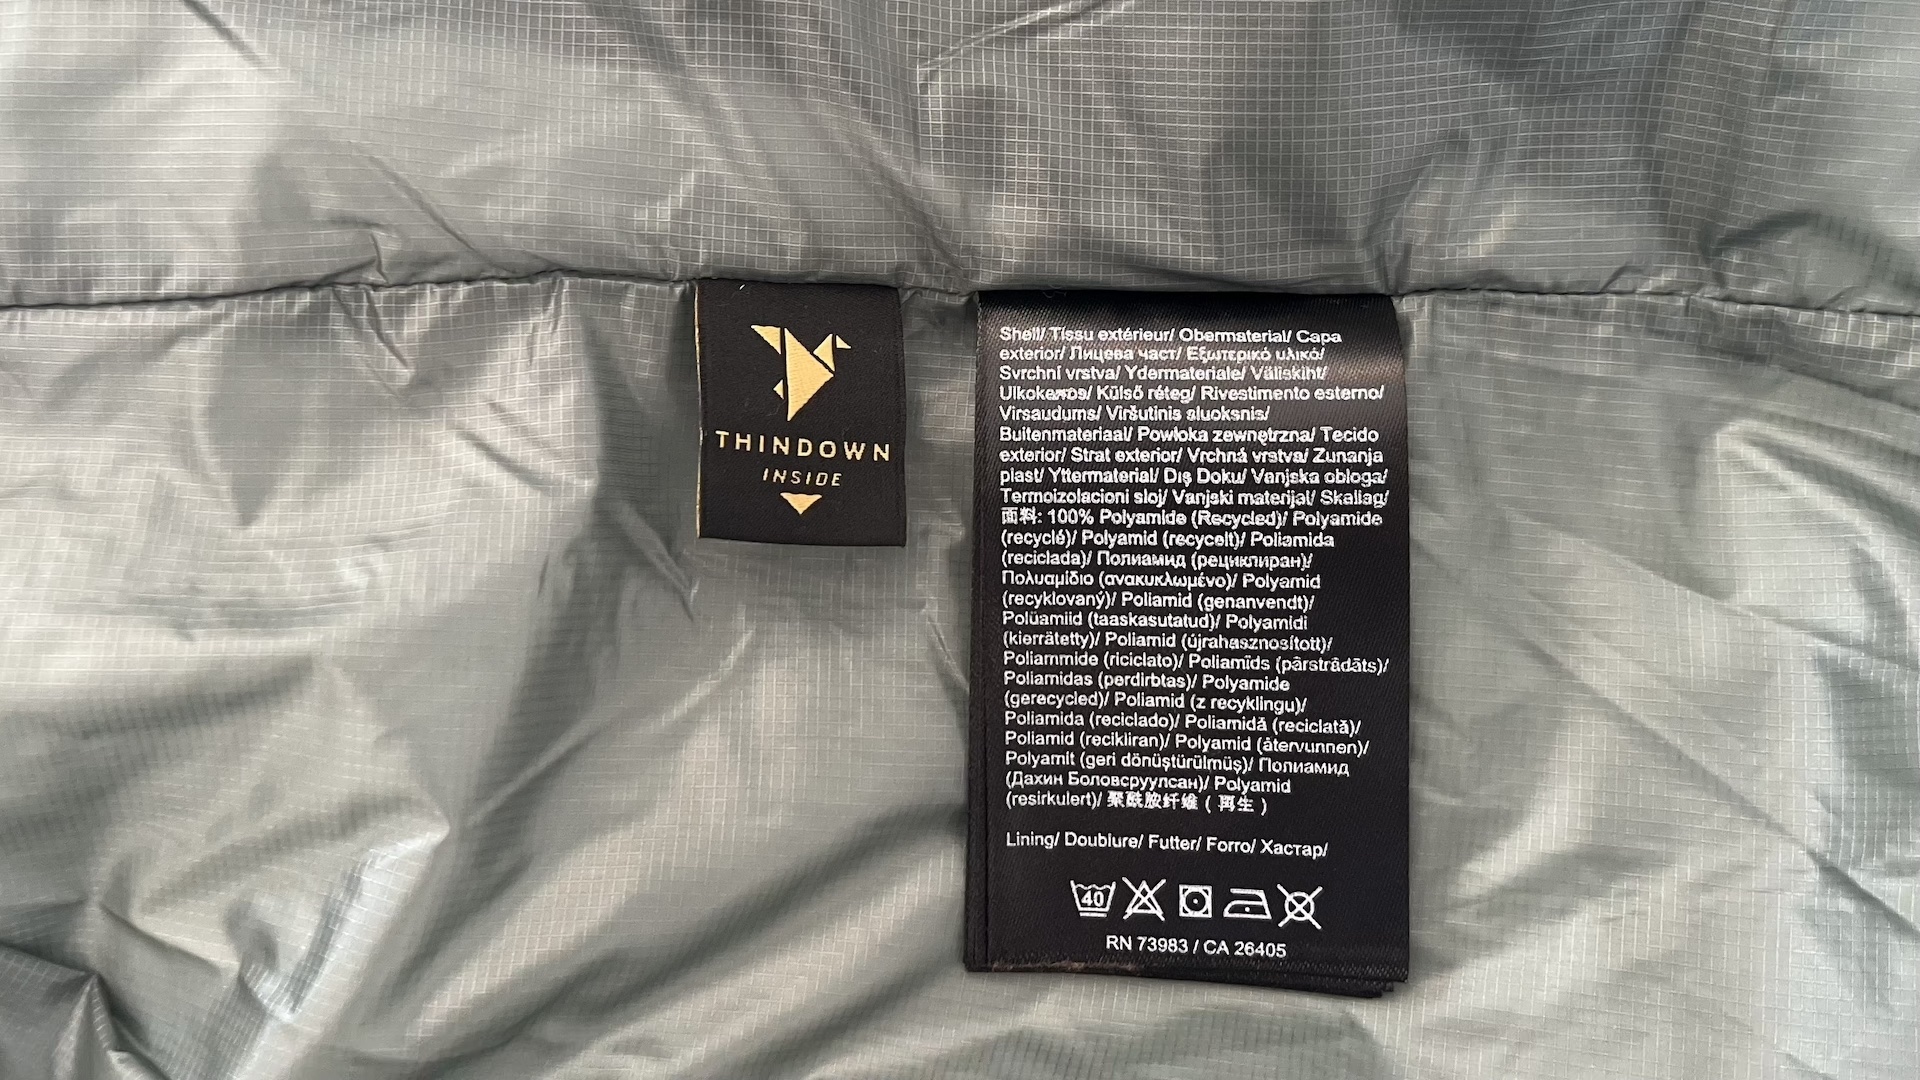 THINDOWN
INSIDE
Shell/ Tissu extérieur/ Obermaterial/ Capa
exterior/ Лицева част/ Εξωτερικό υλικό/
Svrchní vrstva/ Ydermateriale/ Väliskiht/
Ulkokerros/ Külső réteg/ Rivestimento esterno/
Virsaudums/ Viršutinis sluoksnis/
Buitenmateriaal/ Powłoka zewnętrzna/ Tecido
exterior/ Strat exterior/ Vrchná vrstva/ Zunanja
plast/ Yttermaterial/ Dış Doku/ Vanjska obloga/
Termoizolacioni sloj/ Vanjski materijal/ Skallag/
面料: 100% Polyamide (Recycled)/ Polyamide
(recyclé)/ Polyamid (recycelt)/ Poliamida
(reciclada)/ Полиамид (рециклиран)/
Πολυαμίδιο (ανακυκλωμένο)/ Polyamid
(recyklovaný)/ Poliamid (genanvendt)/
Polüamiid (taaskasutatud)/ Polyamidi
(kierrätetty)/ Poliamid (újrahasznosított)/
Poliammide (riciclato)/ Poliamīds (pārstrādāts)/
Poliamidas (perdirbtas)/ Polyamide
(gerecycled)/ Poliamid (z recyklingu)/
Poliamida (reciclado)/ Poliamidă (reciclată)/
Poliamid (recikliran)/ Polyamid (återvunnen)/
Polyamit (geri dönüştürülmüş)/ Полиамид
(Дахин Боловсруулсан)/ Polyamid
(resirkulert)/ 聚酰胺纤维 ( 再生 )
Lining/ Doublure/ Futter/ Forro/ Хастар/
40
RN 73983 / CA 26405